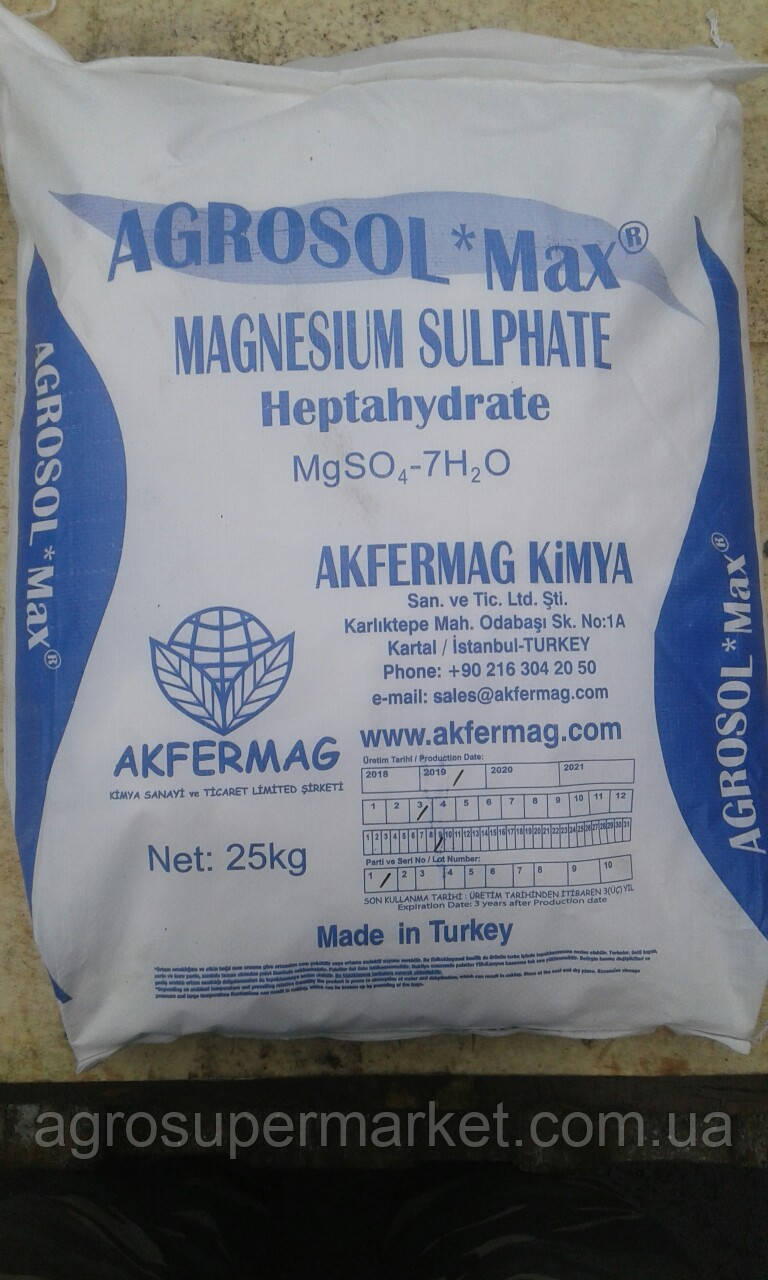 AGROSOL*Max®
MAGNESIUM SULPHATE
Heptahydrate
MgSO₄-7H₂O
AGROSOL*Max®
AGROSOL*Max®
AKFERMAG KiMYA
San. ve Tic. Ltd. Şti.
Karlıktepe Mah. Odabaşı Sk. No:1A
Kartal / İstanbul-TURKEY
Phone: +90 216 304 20 50
e-mail: sales@akfermag.com
www.akfermag.com
AKFERMAG
KİMYA SANAYİ ve TİCARET LİMİTED ŞİRKETİ
Net: 25kg
Üretim Tarihi / Production Date:
2018 2019 2020 2021
1 2 3 4 5 6 7 8 9 10 11 12
1 2 3 4 5 6 7 8 9 10 11 12 13 14 15 16 17 18 19 20 21 22 23 24 25 26 27 28 29 30 31
Parti ve Seri No / Lot Number:
1 2 3 4 5 6 7 8 9 10
SON KULLANMA TARİHİ : ÜRETİM TARİHİNDEN İTİBAREN 3(ÜÇ) YIL
Expiration Date: 3 years after Production date
Made in Turkey
agrosupermarket.com.ua